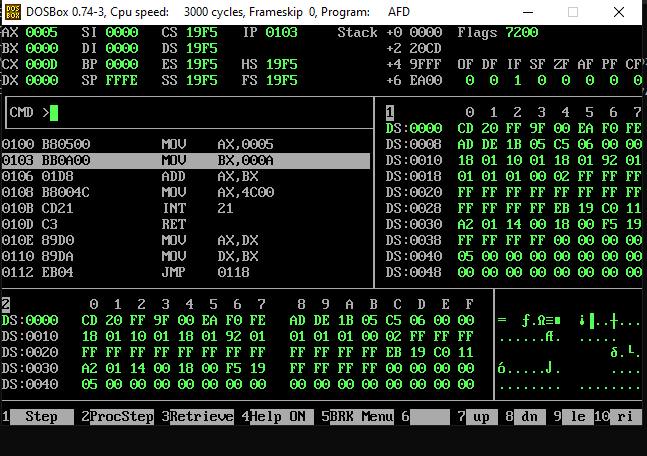 DOSBox 0.74-3, Cpu speed: 3000 cycles, Frameskip 0, Program: AFD
AX 0005 SI 0000 CS 19F5 IP 0103 Stack +0 0000 Flags 7200
BX 0000 DI 0000 DS 19F5 +2 20CD
CX 000D BP 0000 ES 19F5 HS 19F5 +4 9FFF OF DF IF SF ZF AF PF CF
DX 0000 SP FFFE SS 19F5 FS 19F5 +6 EA00 0 0 1 0 0 0 0 0
CMD >
1 0 1 2 3 4 5 6 7
DS:0000 CD 20 FF 9F 00 EA F0 FE
DS:0008 AD DE 1B 05 C5 06 00 00
DS:0010 18 01 10 01 18 01 92 01
DS:0018 01 01 01 00 02 FF FF FF
DS:0020 FF FF FF FF FF FF FF FF
DS:0028 FF FF FF FF EB 19 C0 11
DS:0030 A2 01 14 00 18 00 F5 19
DS:0038 FF FF FF FF 00 00 00 00
DS:0040 05 00 00 00 00 00 00 00
DS:0048 00 00 00 00 00 00 00 00
0100 B80500 MOV AX,0005
0103 BB0A00 MOV BX,000A
0106 01D8 ADD AX,BX
0108 B8004C MOV AX,4C00
010B CD21 INT 21
010D C3 RET
010E 89D0 MOV AX,DX
0110 89DA MOV DX,BX
0112 EB04 JMP 0118
2 0 1 2 3 4 5 6 7 8 9 A B C D E F
DS:0000 CD 20 FF 9F 00 EA F0 FE AD DE 1B 05 C5 06 00 00 = ƒ.Ω≡■ ¡▐..┼...
DS:0010 18 01 10 01 18 01 92 01 01 01 01 00 02 FF FF FF ......Æ. .....
DS:0020 FF FF FF FF FF FF FF FF FF FF FF FF EB 19 C0 11 δ.└.
DS:0030 A2 01 14 00 18 00 F5 19 FF FF FF FF 00 00 00 00 ó.....⌡. ....
DS:0040 05 00 00 00 00 00 00 00 00 00 00 00 00 00 00 00 ........ ........
1 Step 2ProcStep 3Retrieve 4Help ON 5BRK Menu 6 7 up 8 dn 9 le 10 ri